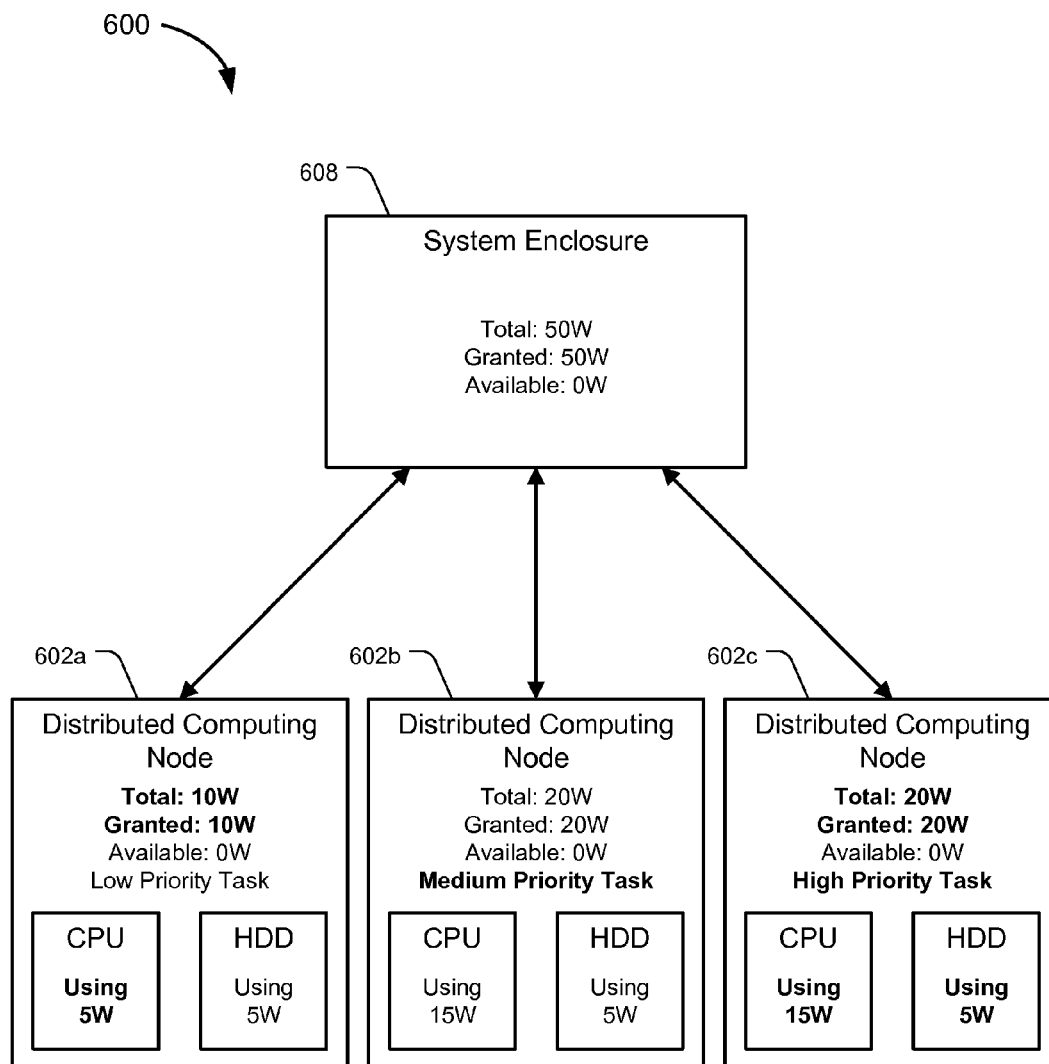 600
608
System Enclosure
Total: 50W
Granted: 50W
Available: 0W
602a
602b
602c
Distributed Computing
Node
Total: 10W
Granted: 10W
Available: 0W
Low Priority Task
CPU
Using
5W
HDD
Using
5W
Distributed Computing
Node
Total: 20W
Granted: 20W
Available: 0W
Medium Priority Task
CPU
Using
15W
HDD
Using
5W
Distributed Computing
Node
Total: 20W
Granted: 20W
Available: 0W
High Priority Task
CPU
Using
15W
HDD
Using
5W